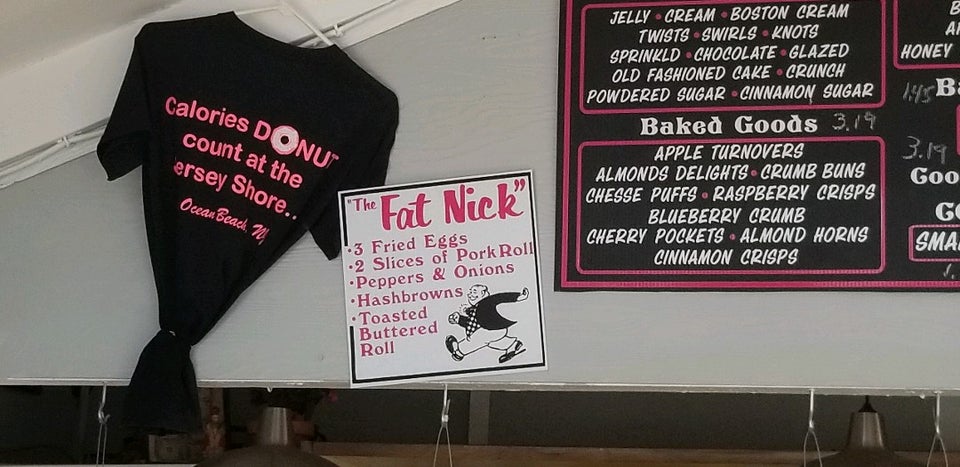 Calories DONUT
count at the
ersey Shore..
Ocean Beach, NJ
"The Fat Nick"
•3 Fried Eggs
•2 Slices of Pork Roll
•Peppers & Onions
•Hashbrowns
•Toasted
Buttered
Roll
JELLY • CREAM • BOSTON CREAM
TWISTS • SWIRLS • KNOTS
SPRINKLD • CHOCOLATE • GLAZED
OLD FASHIONED CAKE • CRUNCH
POWDERED SUGAR • CINNAMON SUGAR
Baked Goods 3.19
APPLE TURNOVERS
ALMONDS DELIGHTS • CRUMB BUNS
CHESSE PUFFS • RASPBERRY CRISPS
BLUEBERRY CRUMB
CHERRY POCKETS • ALMOND HORNS
CINNAMON CRISPS
HONEY
1.45
3.19
Goo
SMA